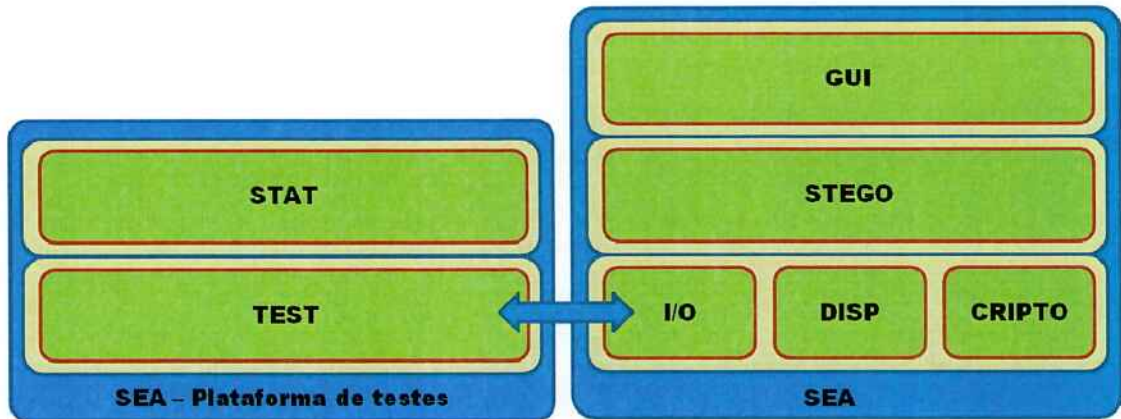 STAT
TEST
SEA – Plataforma de testes
GUI
STEGO
I/O
DISP
CRIPTO
SEA